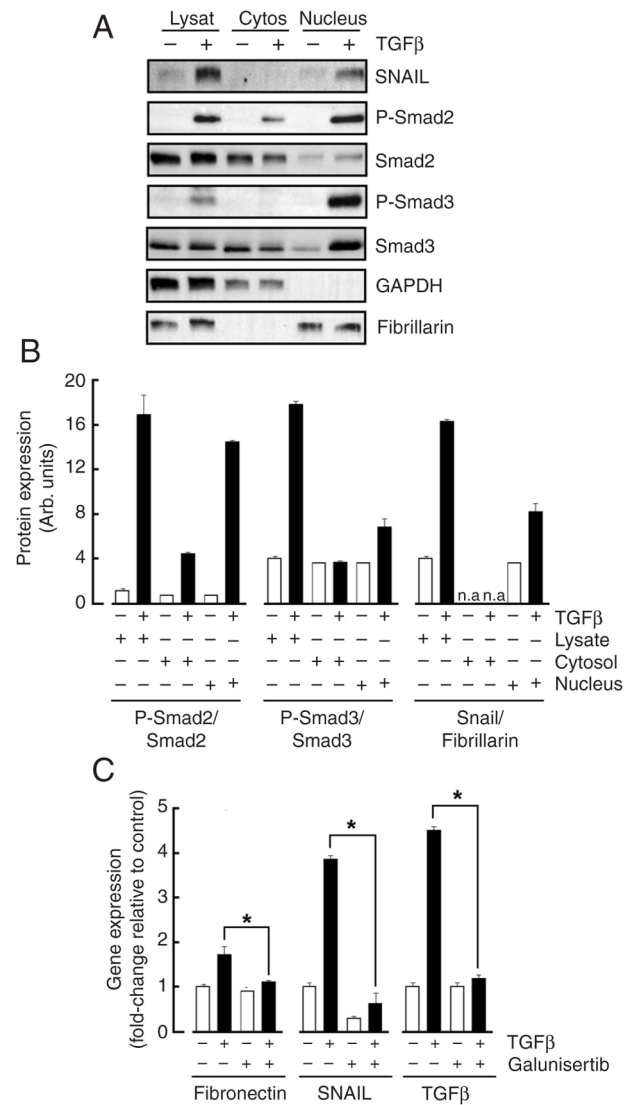 A
Lysat Cytos Nucleus
– + – + – + TGFβ
SNAIL
P-Smad2
Smad2
P-Smad3
Smad3
GAPDH
Fibrillarin
B
Protein expression
(Arb. units)
20
16
12
8
4
0
n.a n.a
– + – + – + – + – + – + – + – + – + TGFβ
+ + – – – – + + – – – – + + – – – – Lysate
– – + + – – – – + + – – – – + + – – Cytosol
– – – – + + – – – – + + – – – – + + Nucleus
P-Smad2/
Smad2
P-Smad3/
Smad3
Snail/
Fibrillarin
C
Gene expression
(fold-change relative to control)
5
4
3
2
1
0
* * *
– + – + – + – + – + – + TGFβ
– – + + – – + + – – + + Galunisertib
Fibronectin SNAIL TGFβ